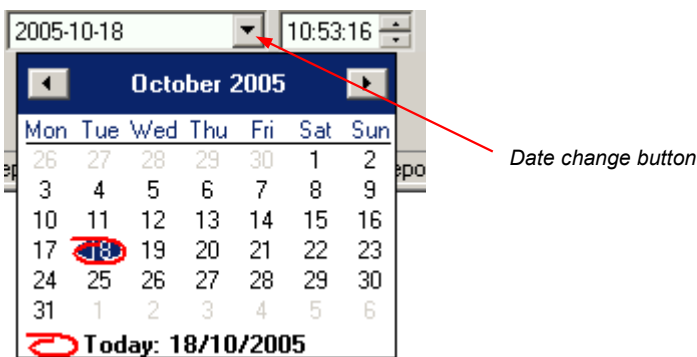 2005-10-18 10:53:16
October 2005
Mon Tue Wed Thu Fri Sat Sun
26 27 28 29 30 1 2
3 4 5 6 7 8 9
Date change button
10 11 12 13 14 15 16
17 18 19 20 21 22 23
24 25 26 27 28 29 30
31 1 2 3 4 5 6
Today: 18/10/2005